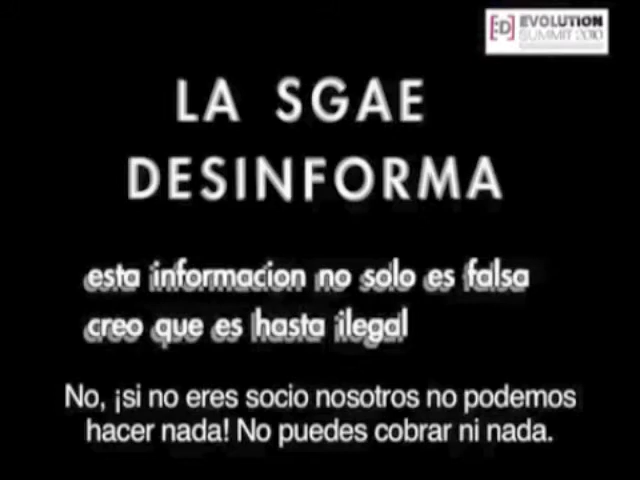 [:D] EVOLUTION
SUMMIT 2010
LA SGAE
DESINFORMA
esta informacion no solo es falsa
creo que es hasta ilegal
No, ¡si no eres socio nosotros no podemos
hacer nada! No puedes cobrar ni nada.